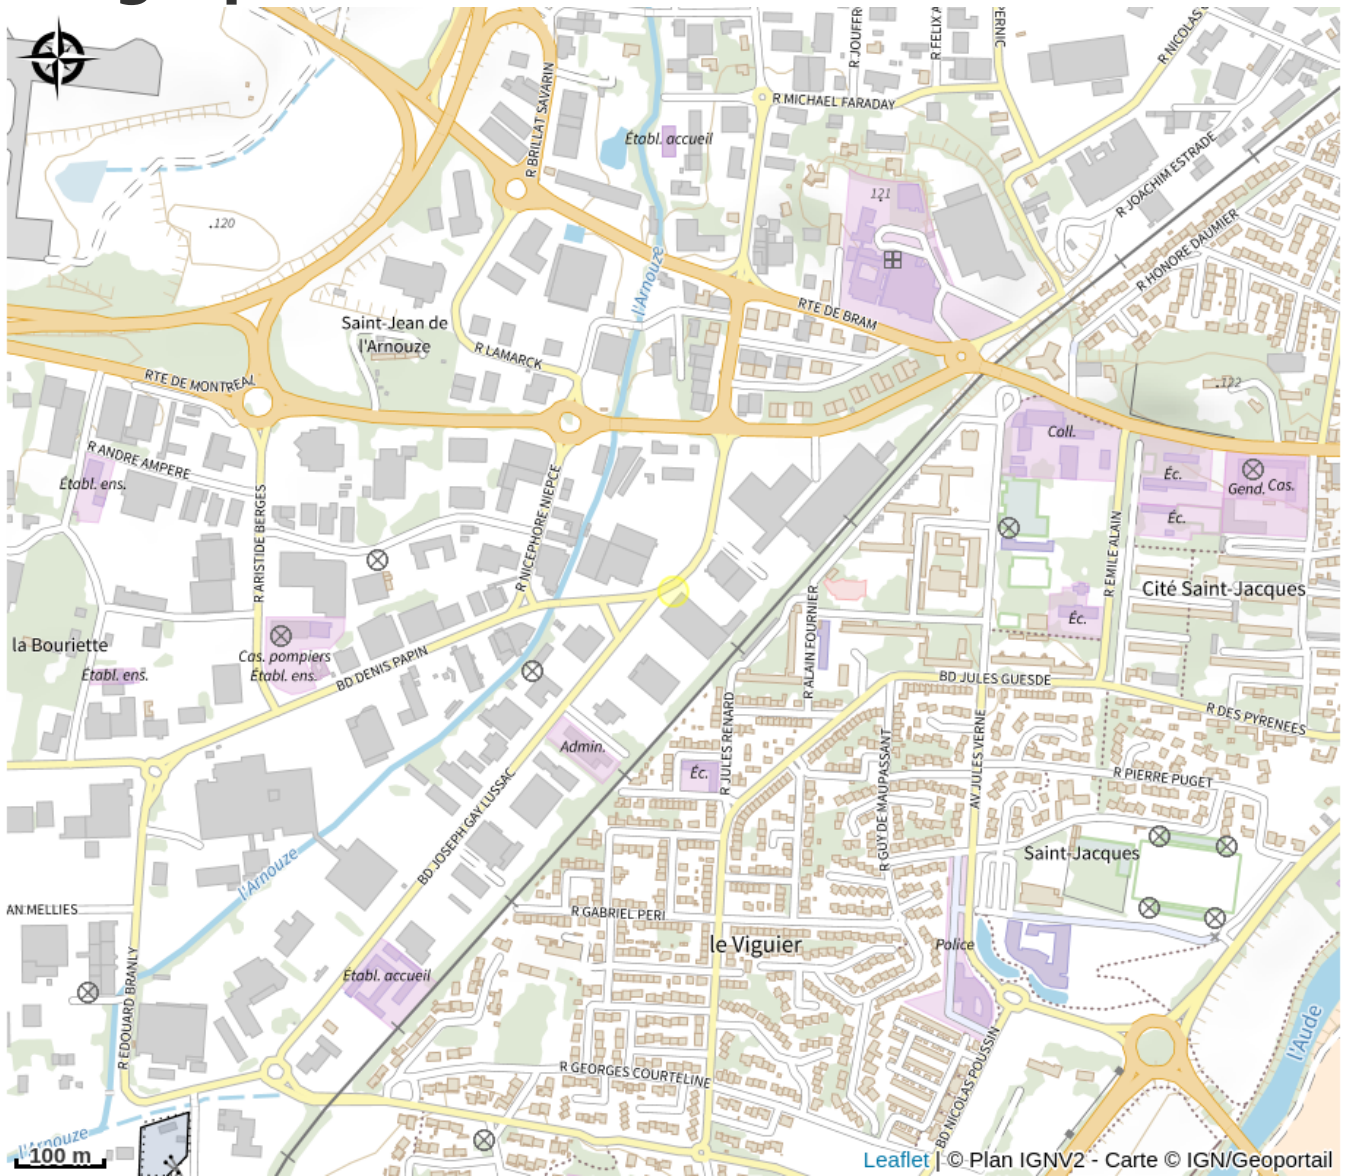 R BRILLAT SAVARIN
R JOUFFR
R FELIX A
PERNIC
R NICOLAS
R MICHAEL FARADAY
Établ. accueil
R JOACHIM ESTRADE
121
.120
R HONORE DAUMIER
l'Arnouze
RTE DE BRAM
Saint-Jean de
l'Arnouze
R LAMARCK
RTE DE MONTREAL
122
Coll.
R ANDRE AMPERE
Établ. ens.
Éc.
Gend. Cas.
Éc.
R ARISTIDE BERGES
R NICEPHORE NIEPCE
R EMILE ALAIN
Cité Saint-Jacques
R ALAIN FOURNIER
Éc.
la Bouriette
Cas. pompiers
Établ. ens.
Établ. ens.
BD DENIS PAPIN
BD JULES GUESDE
R DES PYRENEES
R JULES RENARD
Admin.
Éc.
R GUY DE MAUPASSANT
AV JULES VERNE
R PIERRE PUGET
BD JOSEPH GAY LUSSAC
Saint-Jacques
l'Arnouze
AN MELLIES
R GABRIEL PERI
le Viguier
Police
Etabl. accueil
R EDOUARD BRANLY
l'Aude
R GEORGES COURTELINE
BD NICOLAS POUSSIN
l'Arnouze
100 m
Leaflet | © Plan IGNV2 - Carte © IGN/Geoportail